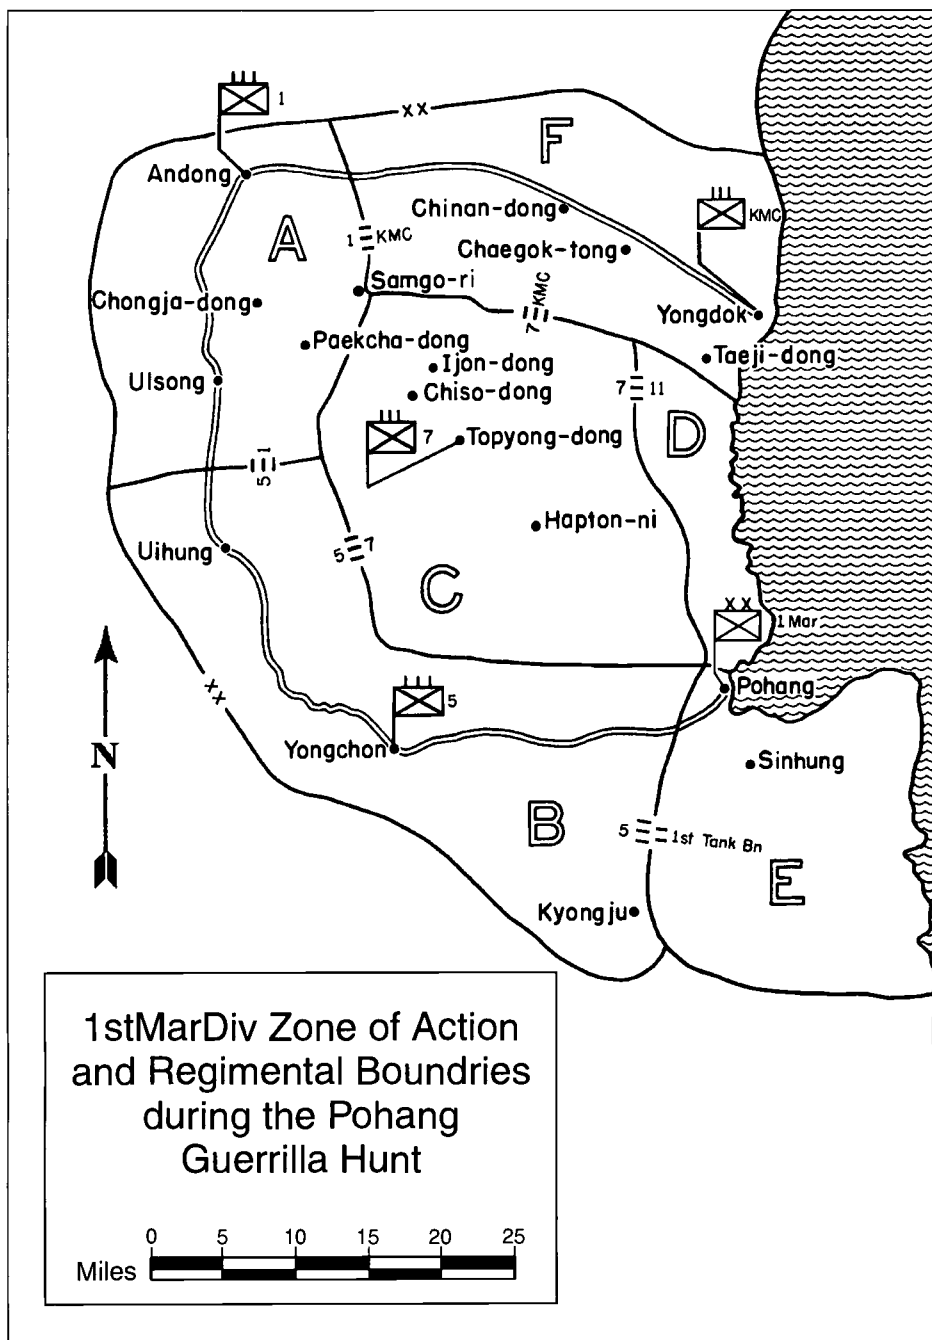 XX
1
F
Andong
Chinan-dong
KMC
A
1 KMC
Chaegok-tong
Samgo-ri
7 KMC
Chongja-dong
Yongdok
Paekcha-dong
Taeji-dong
Ijon-dong
Ulsong
7 11
Chiso-dong
D
7
Topyong-dong
5 1
Hapton-ni
Uihung
5 7
C
XX
1 Mar
XX
Pohang
5
N
Yongchon
Sinhung
B
5 1st Tank Bn
E
Kyongju
1stMarDiv Zone of Action
and Regimental Boundries
during the Pohang
Guerrilla Hunt
0 5 10 15 20 25
Miles